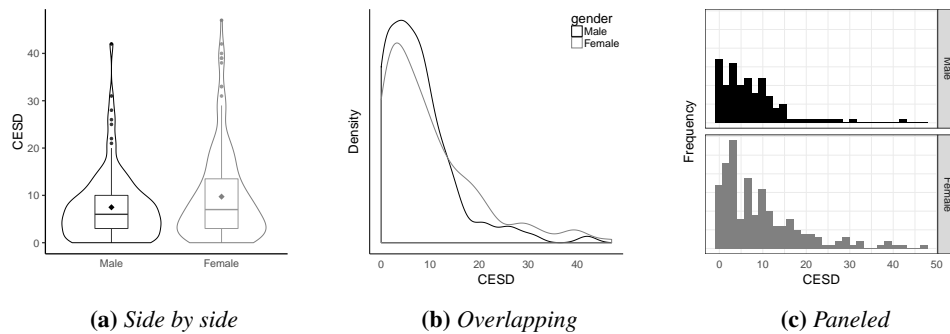 CESD
40
30
20
10
0
Male
Female
(a) Side by side
Density
gender
Male
Female
0
10
20
30
40
CESD
(b) Overlapping
Frequency
Male
Female
0
10
20
30
40
50
CESD
(c) Paneled